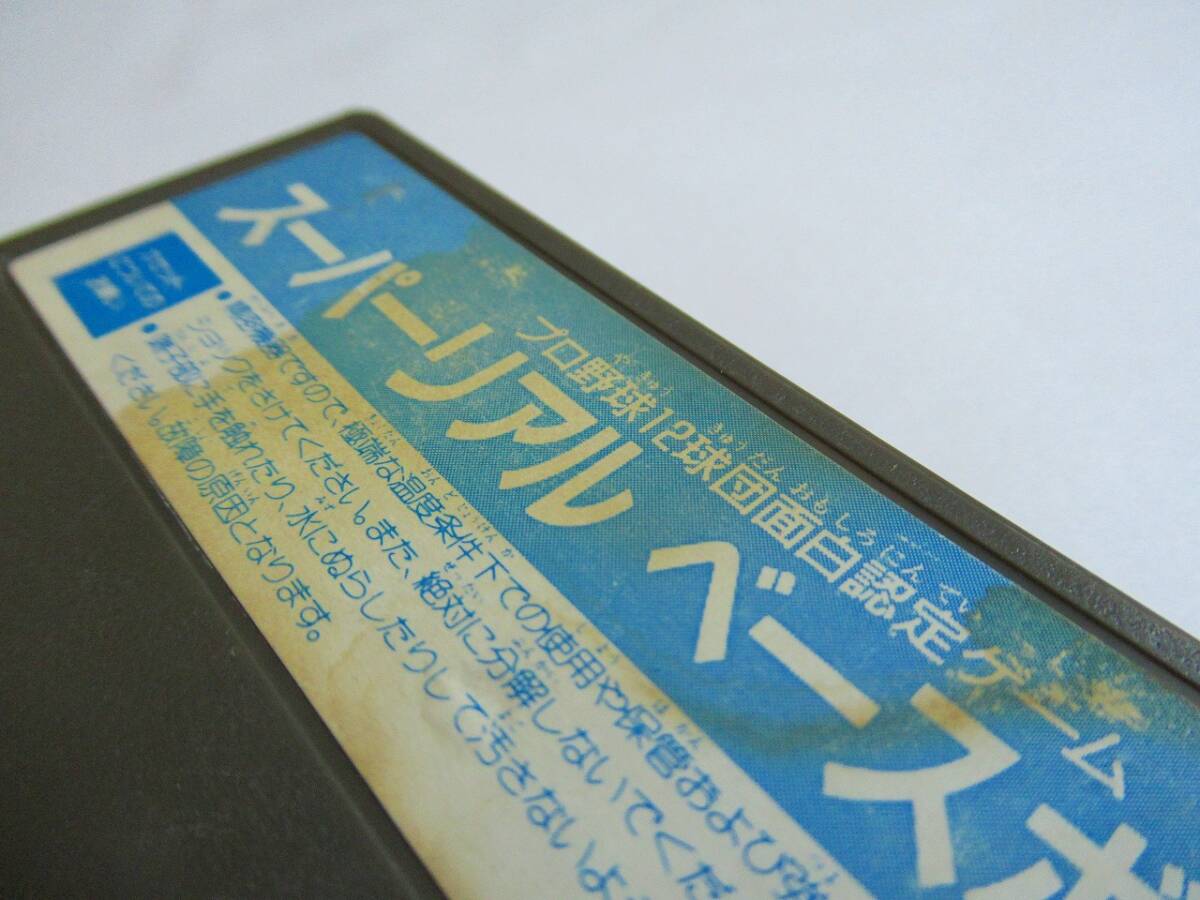 プロ野球12球団面白認定ゲーム
スーパーリアルベースボ
カセット
●精密機器ですので、極端な温度条件下での使用や保管および強
ショックをさけてください。また、絶対に分解しないでくだ
●端子部に手を触れたり、水にぬらしたりして汚さないよ
ください。故障の原因となります。